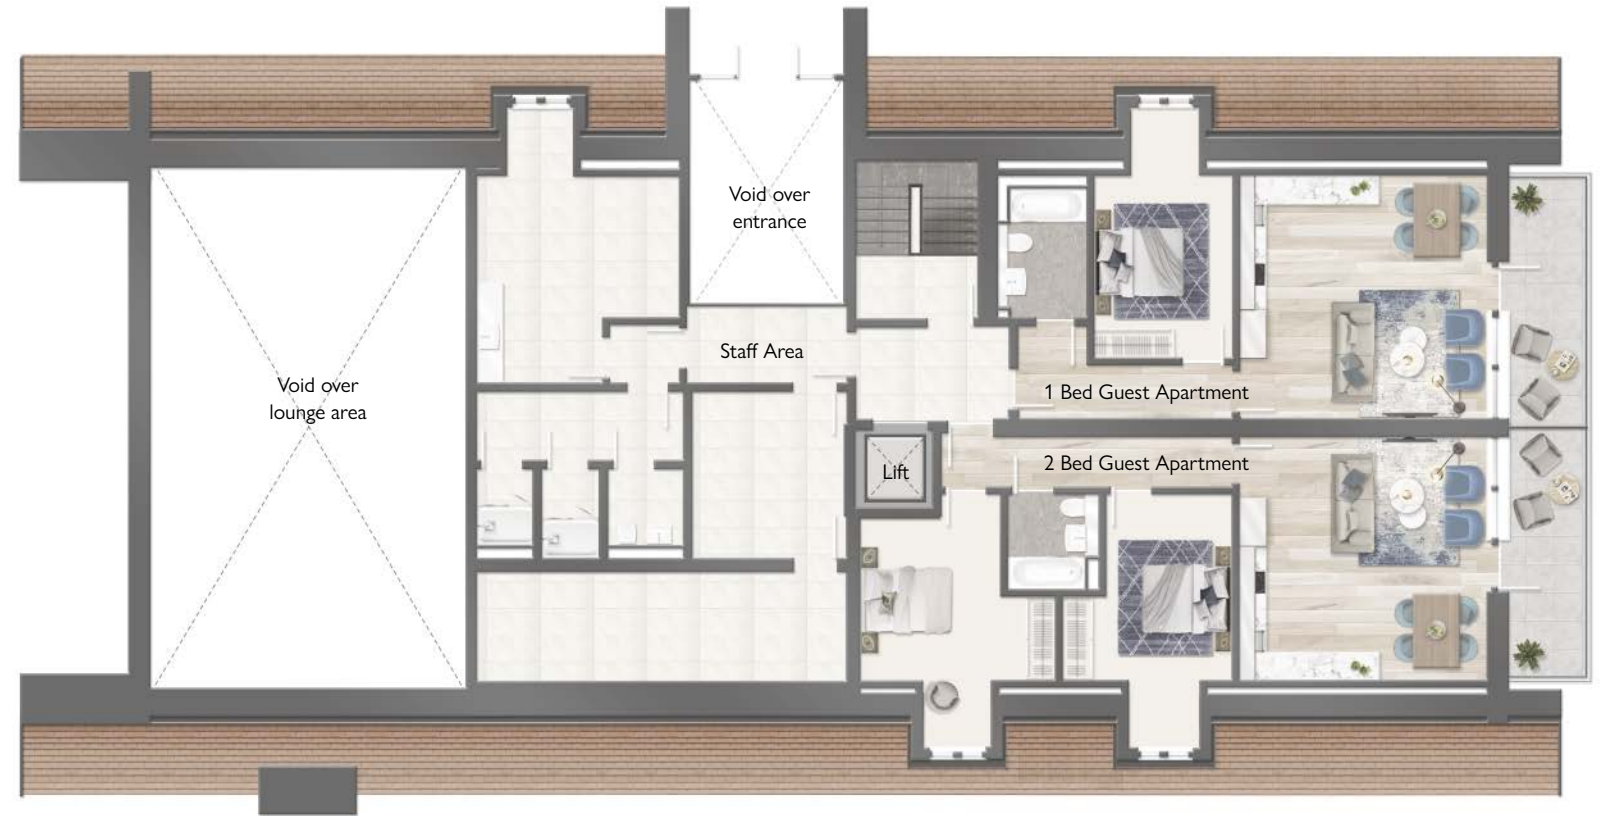 Void over
entrance
Staff Area
Void over
lounge area
1 Bed Guest Apartment
2 Bed Guest Apartment
Lift